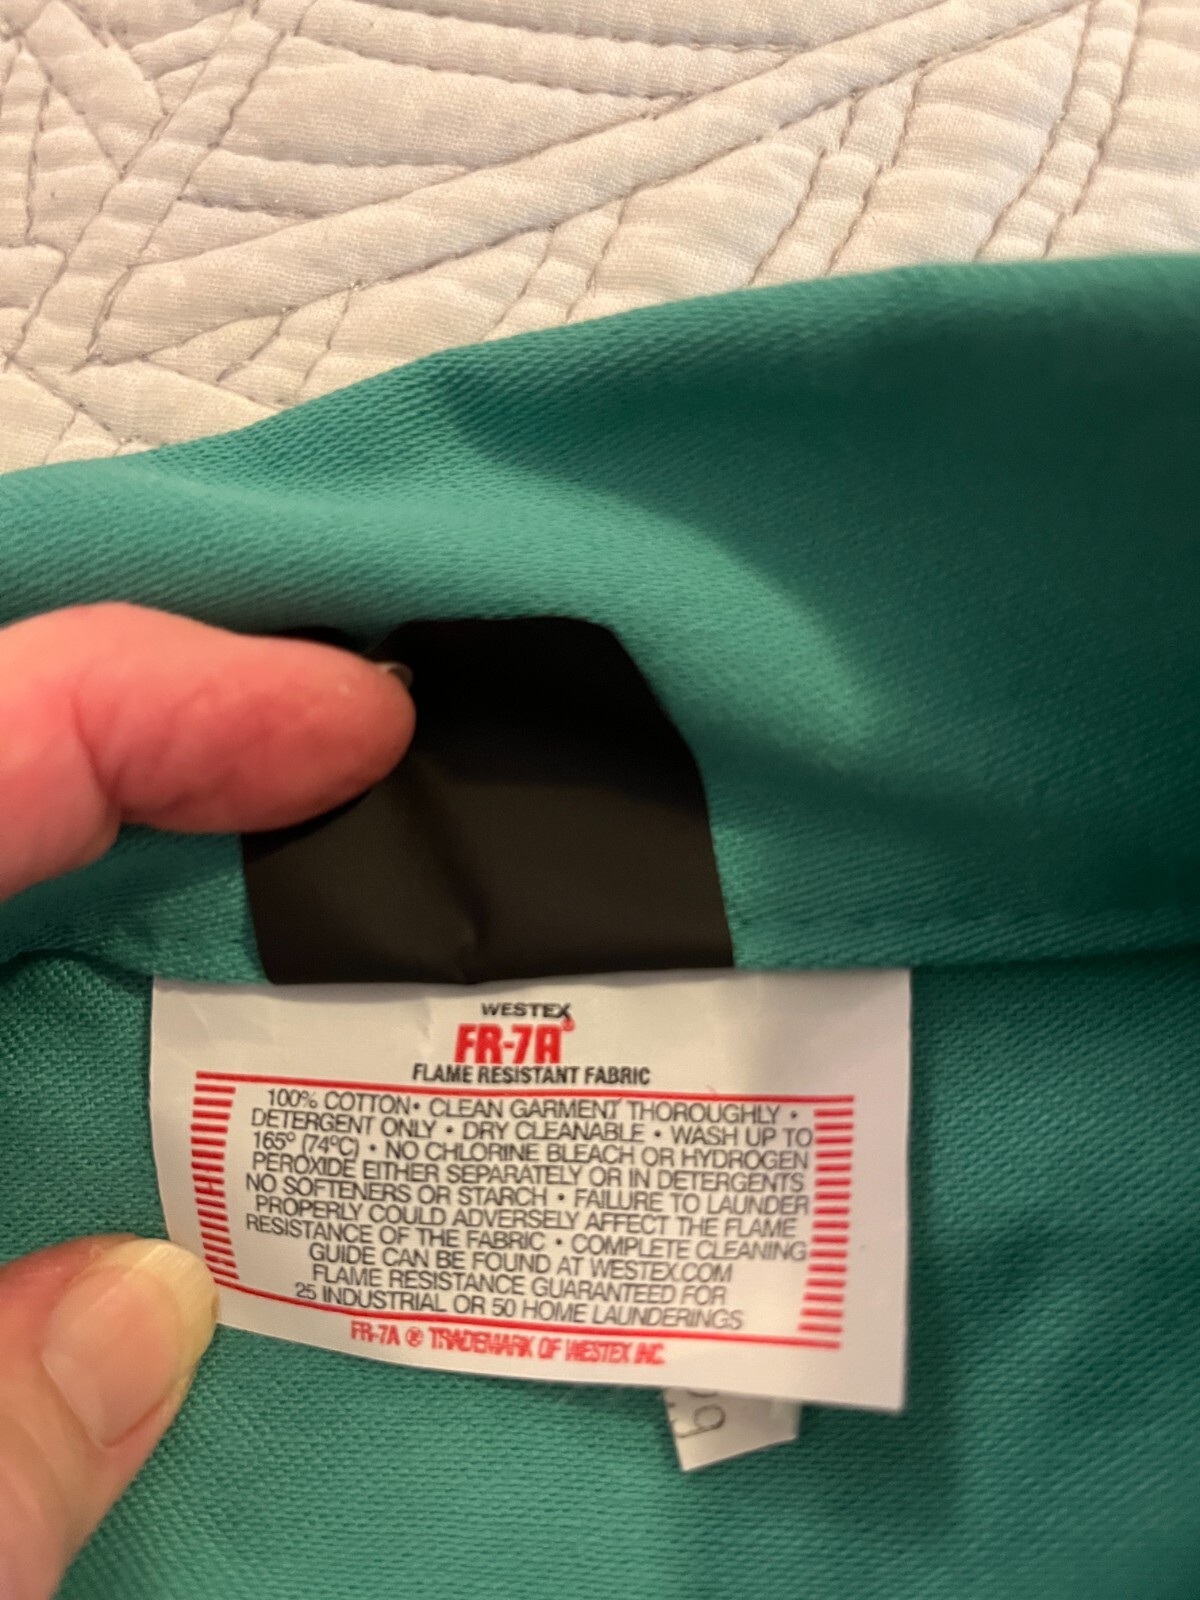 WESTEX
FR-7A®
FLAME RESISTANT FABRIC
100% COTTON• CLEAN GARMENT THOROUGHLY •
DETERGENT ONLY • DRY CLEANABLE • WASH UP TO
165º (74ºC) • NO CHLORINE BLEACH OR HYDROGEN
PEROXIDE EITHER SEPARATELY OR IN DETERGENTS
NO SOFTENERS OR STARCH • FAILURE TO LAUNDER
PROPERLY COULD ADVERSELY AFFECT THE FLAME
RESISTANCE OF THE FABRIC • COMPLETE CLEANING
GUIDE CAN BE FOUND AT WESTEX.COM
FLAME RESISTANCE GUARANTEED FOR
25 INDUSTRIAL OR 50 HOME LAUNDERINGS
FR-7A ® TRADEMARK OF WESTEX INC.